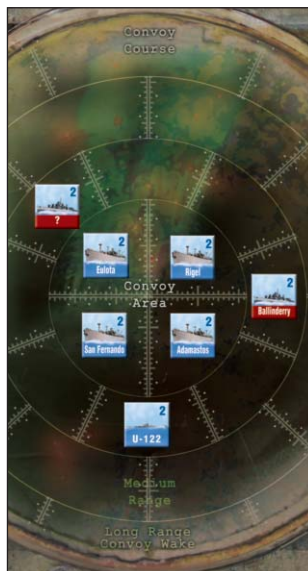 Convoy
Course
2
?
2
Eulota
2
Rigel
Convoy
Area
2
Ballinderry
2
San Fernando
2
Adamastos
2
U-122
Medium
Range
Long Range
Convoy Wake